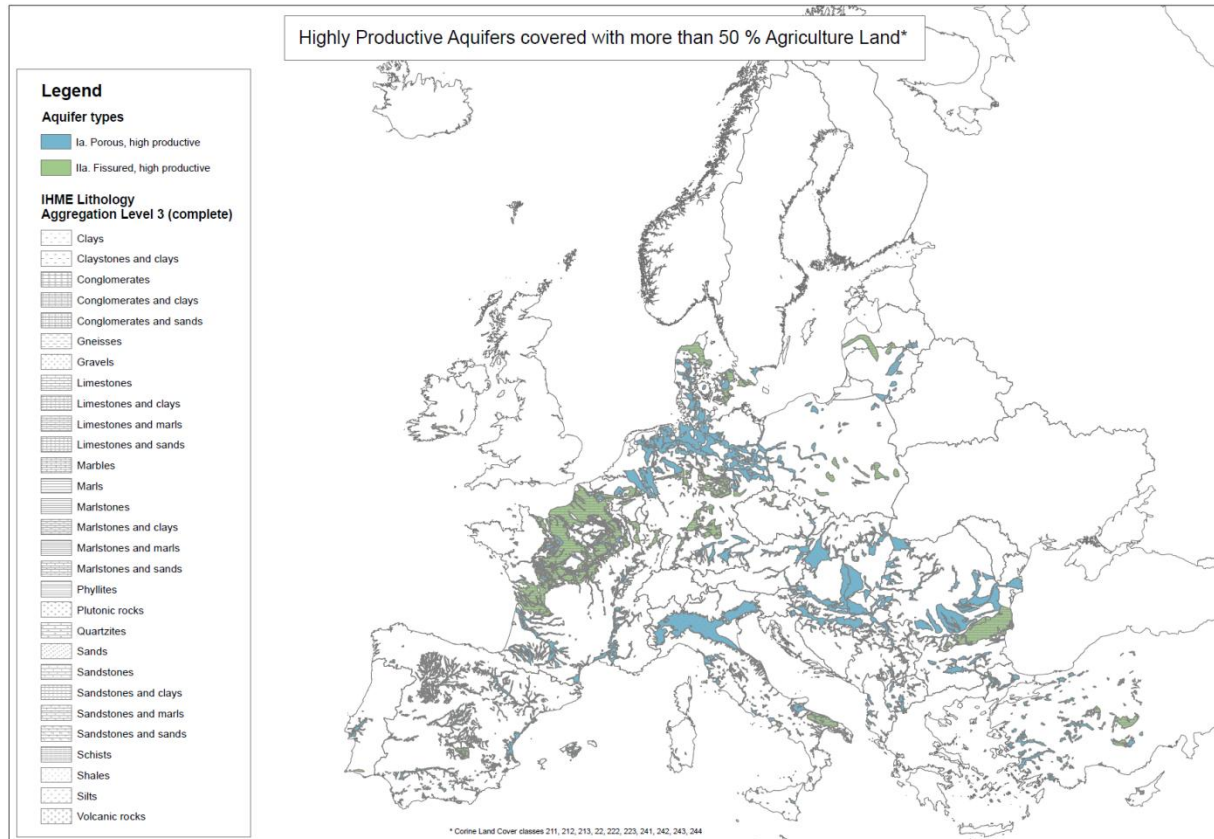 Highly Productive Aquifers covered with more than 50 % Agriculture Land*
Legend
Aquifer types
Ia. Porous, high productive
IIa. Fissured, high productive
IHME Lithology
Aggregation Level 3 (complete)
Clays
Claystones and clays
Conglomerates
Conglomerates and clays
Conglomerates and sands
Gneisses
Gravels
Limestones
Limestones and clays
Limestones and marls
Limestones and sands
Marbles
Marls
Marlstones
Marlstones and clays
Marlstones and marls
Marlstones and sands
Phyllites
Plutonic rocks
Quartzites
Sands
Sandstones
Sandstones and clays
Sandstones and marls
Sandstones and sands
Schists
Shales
Silts
Volcanic rocks
* Corine Land Cover classes 211, 212, 213, 22, 222, 223, 241, 242, 243, 244